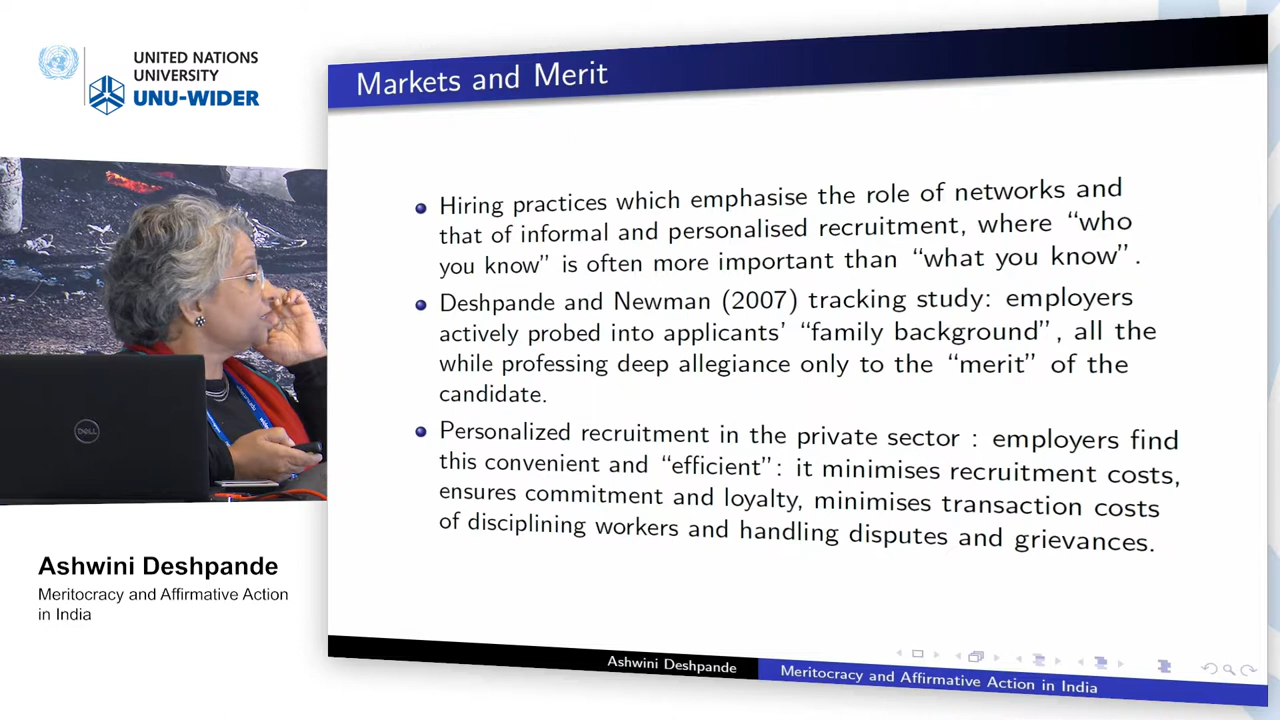 UNITED NATIONS
UNIVERSITY
UNU-WIDER
Markets and Merit
Hiring practices which emphasise the role of networks and
that of informal and personalised recruitment, where “who
you know” is often more important than “what you know”.
Deshpande and Newman (2007) tracking study: employers
actively probed into applicants’ “family background”, all the
while professing deep allegiance only to the “merit” of the
candidate.
Personalized recruitment in the private sector : employers find
this convenient and “efficient”: it minimises recruitment costs,
ensures commitment and loyalty, minimises transaction costs
of disciplining workers and handling disputes and grievances.
DELL
Ashwini Deshpande
Meritocracy and Affirmative Action
in India
Ashwini Deshpande
Meritocracy and Affirmative Action in India